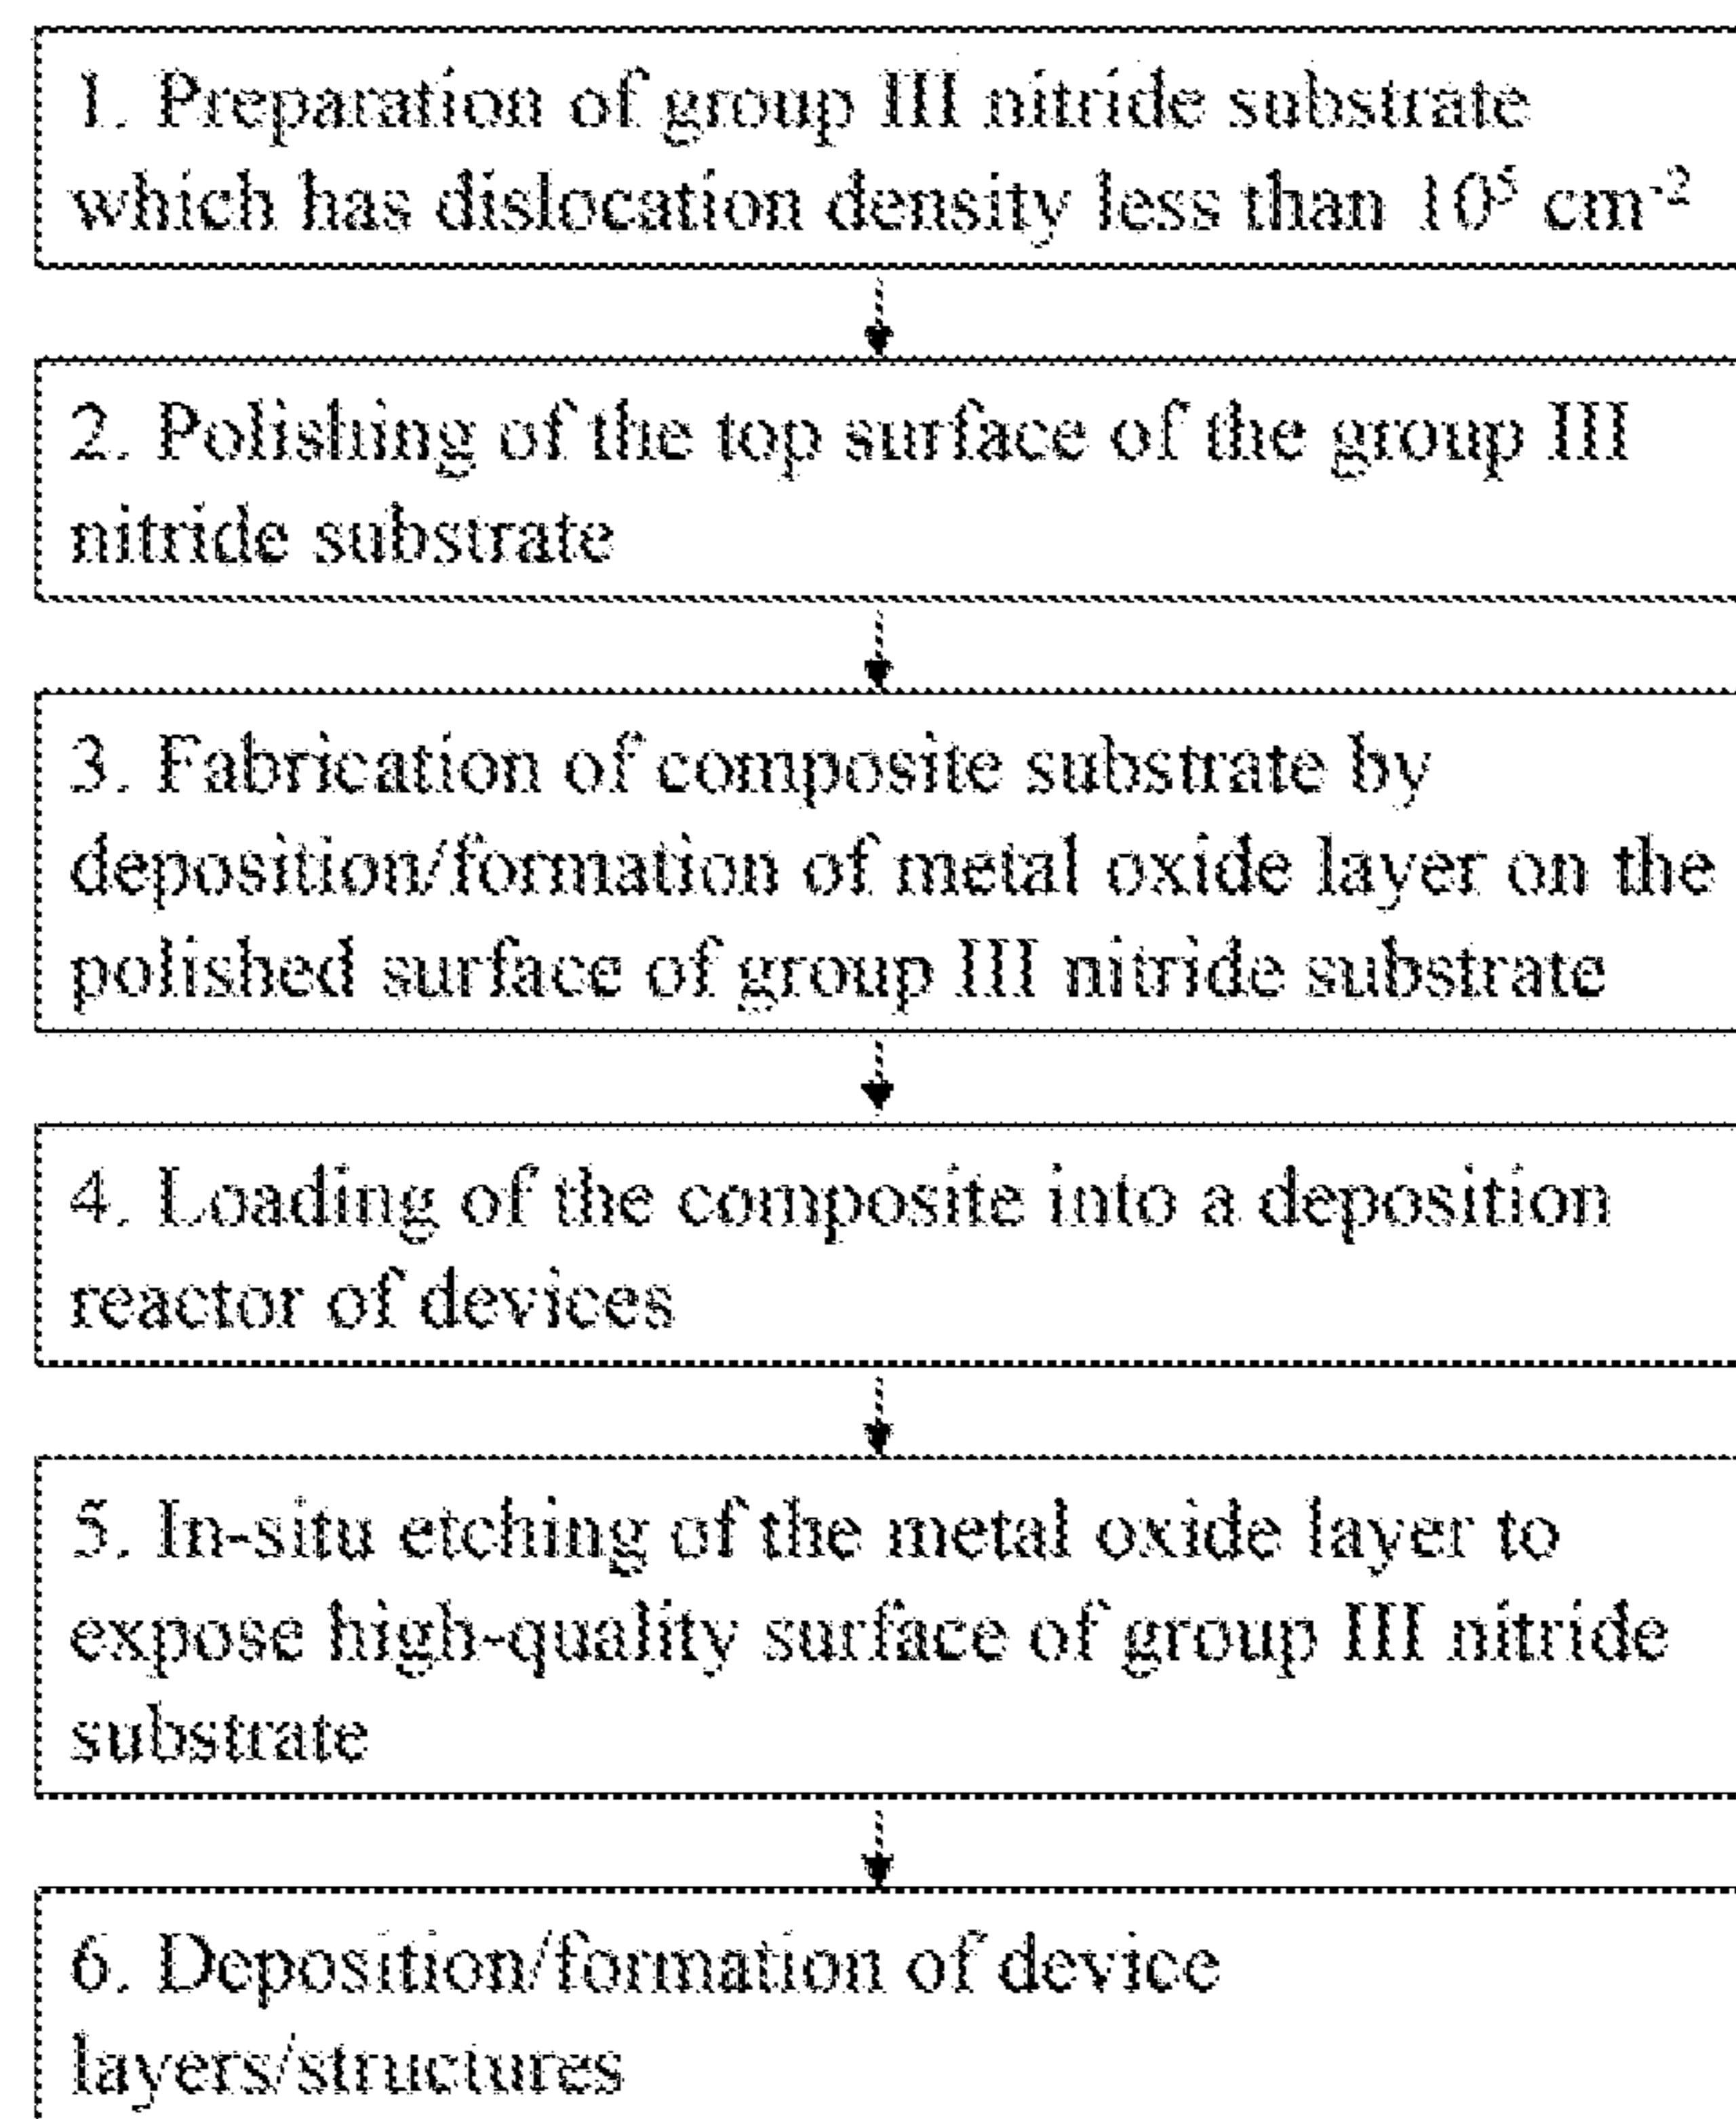 1. Preparation of group III nitride substrate
which has dislocation density less than 10⁵ cm⁻²
2. Polishing of the top surface of the group III
nitride substrate
3. Fabrication of composite substrate by
deposition/formation of metal oxide layer on the
polished surface of group III nitride substrate
4. Loading of the composite into a deposition
reactor of devices
5. In-situ etching of the metal oxide layer to
expose high-quality surface of group III nitride
substrate
6. Deposition/formation of device
layers/structures